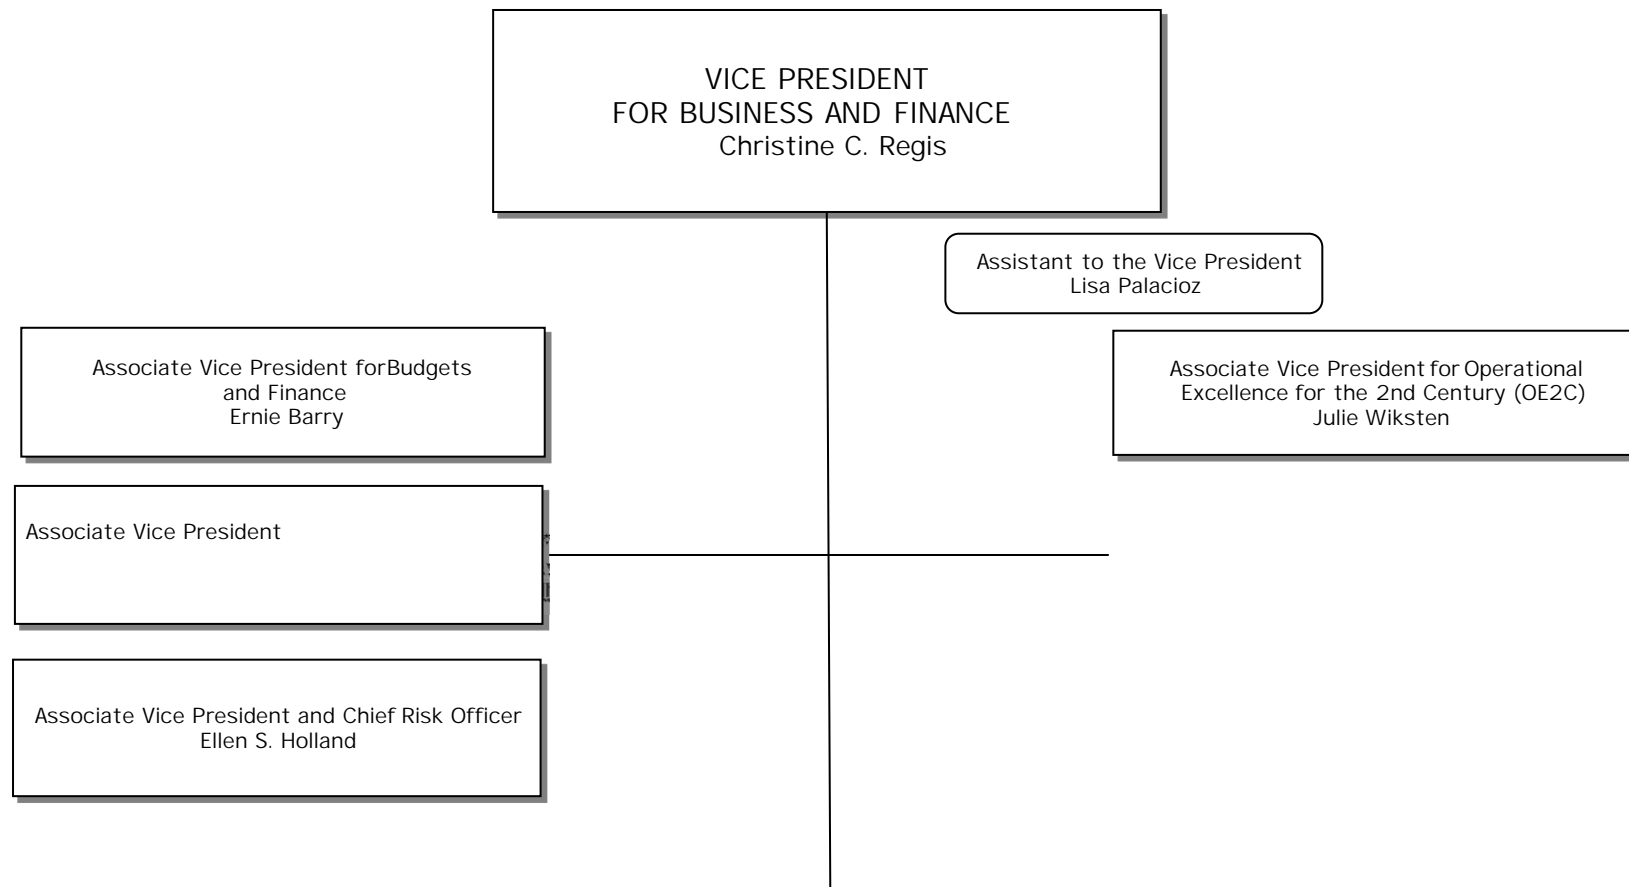 VICE PRESIDENT
FOR BUSINESS AND FINANCE
Christine C. Regis
Assistant to the Vice President
Lisa Palacioz
Associate Vice President for Budgets
and Finance
Ernie Barry
Associate Vice President for Operational
Excellence for the 2nd Century (OE2C)
Julie Wiksten
Associate Vice President
Associate Vice President and Chief Risk Officer
Ellen S. Holland